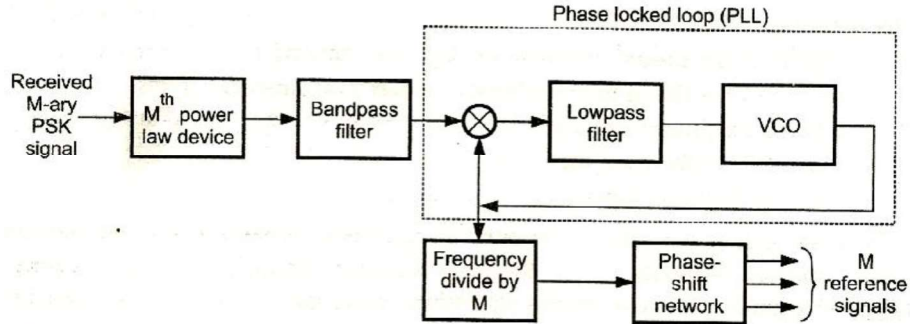 Phase locked loop (PLL)
Received
M-ary
PSK
signal
Mth power
law device
Bandpass
filter
Lowpass
filter
VCO
Frequency
divide by
M
Phase-
shift
network
M
reference
signals